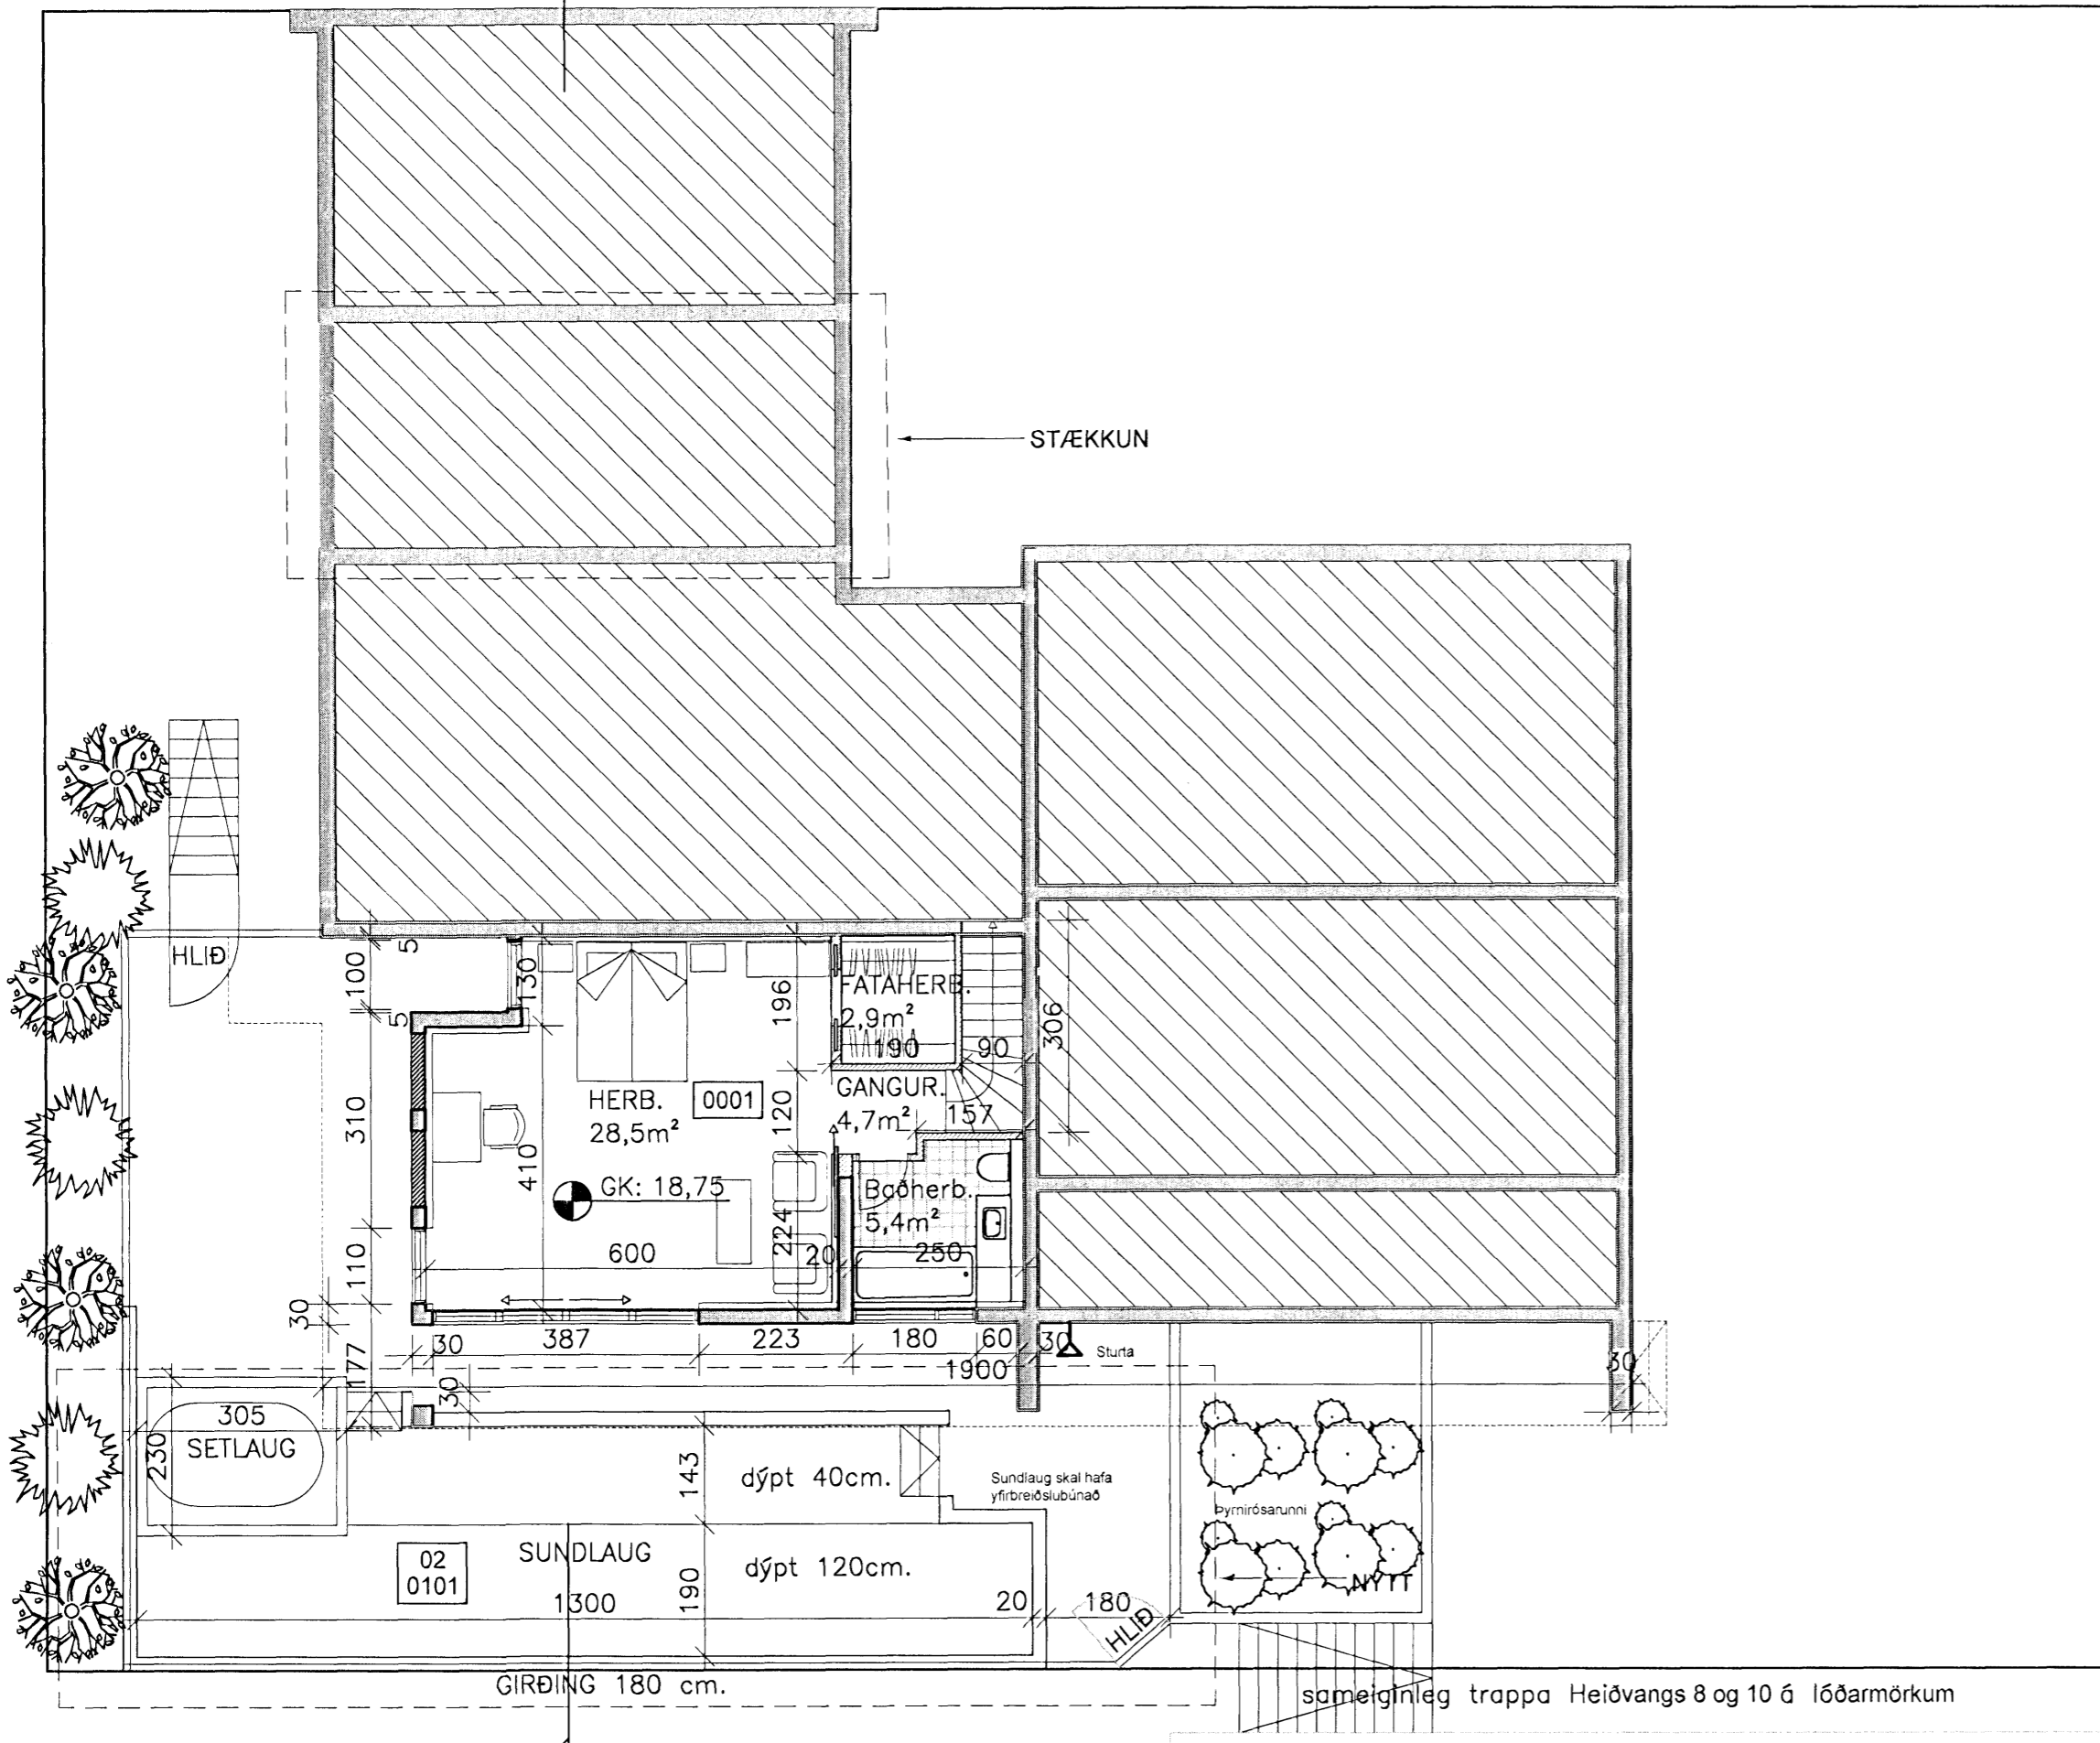 STÆKKUN
HLIÐ
5
100
5
130
196
FATAHERB.
2,9m²
190
90
306
GANGUR.
4,7m²
157
HERB.
28,5m²
0001
120
310
410
GK: 18,75
Baðherb.
5,4m²
224
600
20
250
110
30
177
30
387
223
180
60
30
Sturta
1900
30
30
305
SETLAUG
230
143
dýpt 40cm.
Sundlaug skal hafa
yfirbreiðslubúnað
Þyrnirósarunni
NÝTT
02
0101
SUNDLAUG
dýpt 120cm.
1300
190
20
180
HLIÐ
GIRÐING 180 cm.
sameiginleg trappa Heiðvangs 8 og 10 á lóðarmörkum